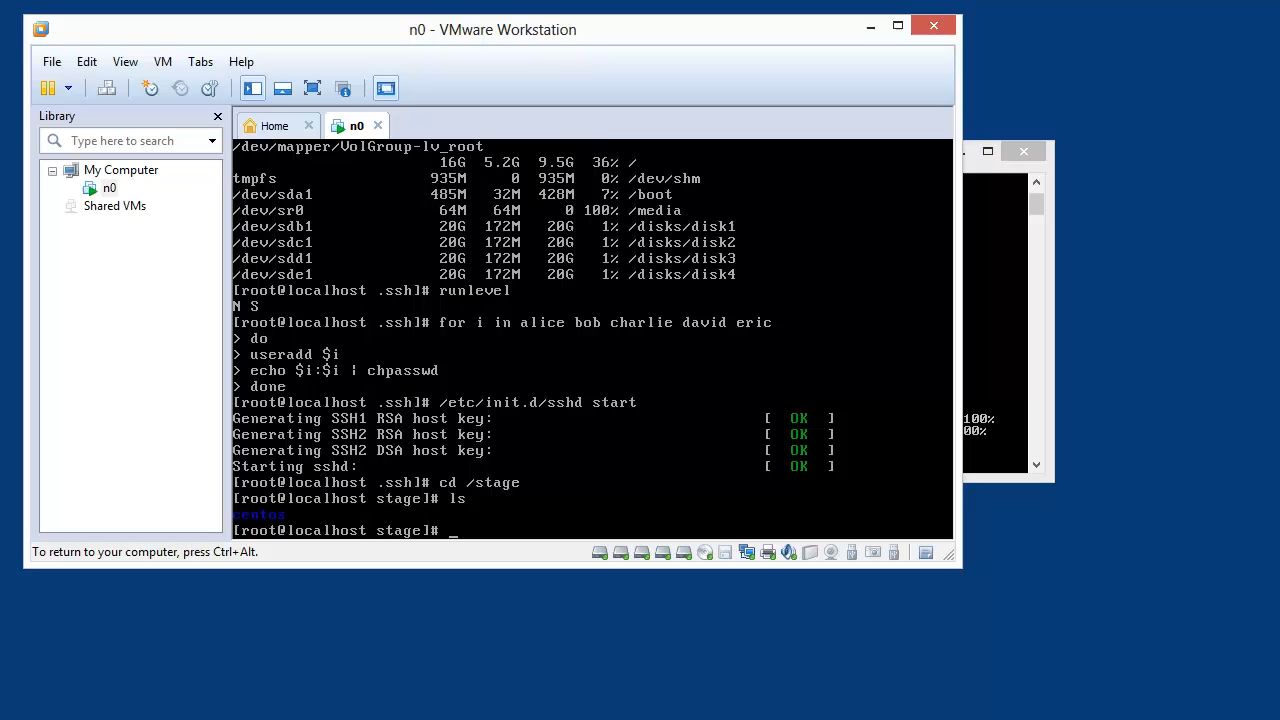 n0 - VMware Workstation
File Edit View VM Tabs Help
Library
Type here to search
My Computer
n0
Shared VMs
Home
n0
/dev/mapper/VolGroup-lv_root
16G 5.2G 9.5G 36% /
tmpfs 935M 0 935M 0% /dev/shm
/dev/sda1 485M 32M 428M 7% /boot
/dev/sr0 64M 64M 0 100% /media
/dev/sdb1 20G 172M 20G 1% /disks/disk1
/dev/sdc1 20G 172M 20G 1% /disks/disk2
/dev/sdd1 20G 172M 20G 1% /disks/disk3
/dev/sde1 20G 172M 20G 1% /disks/disk4
[root@localhost .ssh]# runlevel
N S
[root@localhost .ssh]# for i in alice bob charlie david eric
> do
> useradd $i
> echo $i:$i | chpasswd
> done
[root@localhost .ssh]# /etc/init.d/sshd start
Generating SSH1 RSA host key: [ OK ]
Generating SSH2 RSA host key: [ OK ]
Generating SSH2 DSA host key: [ OK ]
Starting sshd: [ OK ]
[root@localhost .ssh]# cd /stage
[root@localhost stage]# ls
centos
[root@localhost stage]# _
100%
00%
To return to your computer, press Ctrl+Alt.